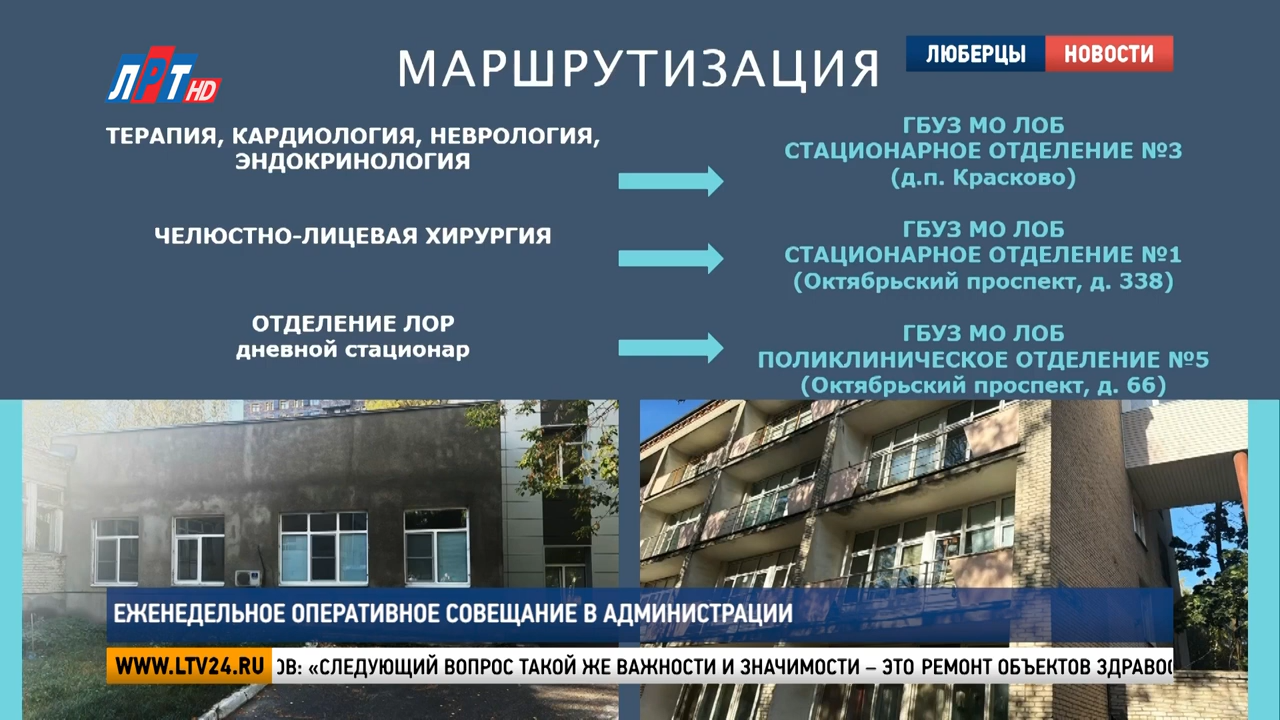 ЛРТ HD
МАРШРУТИЗАЦИЯ
ЛЮБЕРЦЫ НОВОСТИ
ТЕРАПИЯ, КАРДИОЛОГИЯ, НЕВРОЛОГИЯ,
ЭНДОКРИНОЛОГИЯ
ГБУЗ МО ЛОБ
СТАЦИОНАРНОЕ ОТДЕЛЕНИЕ №3
(д.п. Красково)
ЧЕЛЮСТНО-ЛИЦЕВАЯ ХИРУРГИЯ
ГБУЗ МО ЛОБ
СТАЦИОНАРНОЕ ОТДЕЛЕНИЕ №1
(Октябрьский проспект, д. 338)
ОТДЕЛЕНИЕ ЛОР
дневной стационар
ГБУЗ МО ЛОБ
ПОЛИКЛИНИЧЕСКОЕ ОТДЕЛЕНИЕ №5
(Октябрьский проспект, д. 66)
ЕЖЕНЕДЕЛЬНОЕ ОПЕРАТИВНОЕ СОВЕЩАНИЕ В АДМИНИСТРАЦИИ
WWW.LTV24.RU ОВ: «СЛЕДУЮЩИЙ ВОПРОС ТАКОЙ ЖЕ ВАЖНОСТИ И ЗНАЧИМОСТИ – ЭТО РЕМОНТ ОБЪЕКТОВ ЗДРАВОО